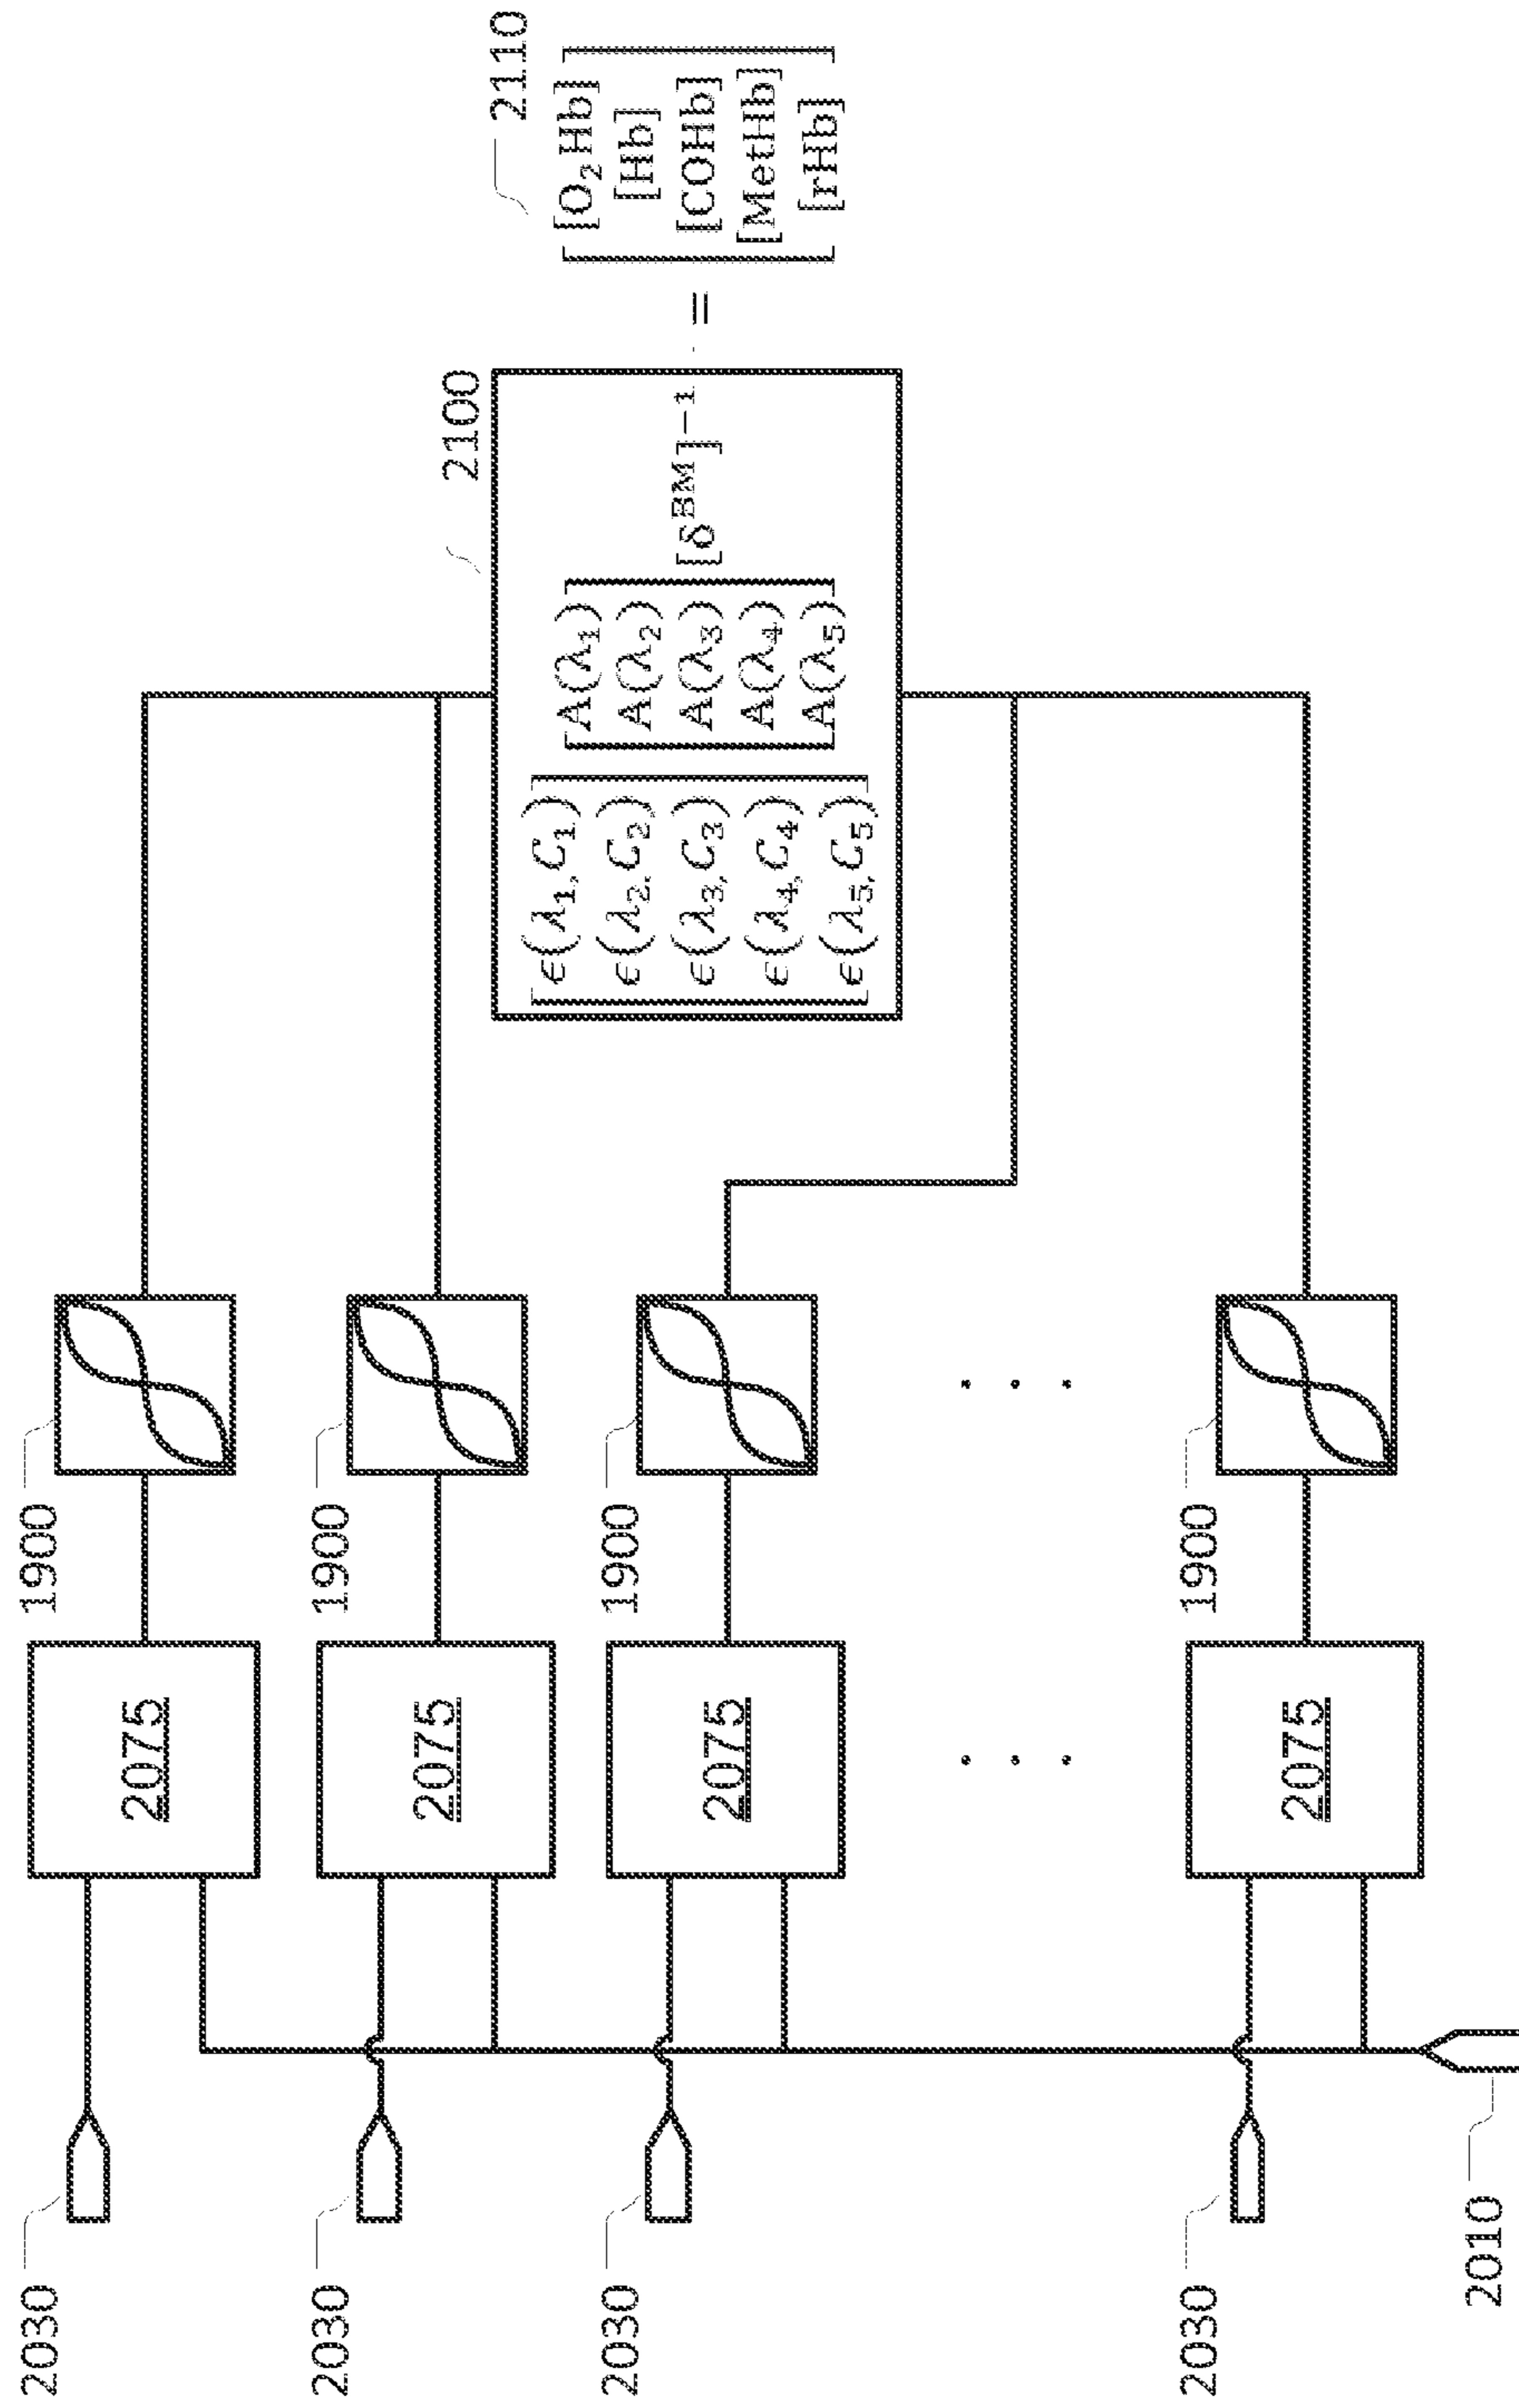 2030
2075
1900
2030
2075
1900
2030
2075
1900
. . .
. . .
2030
2075
1900
2010
2100
[ϵ(λ₁,C₁)] [A(λ₁)]
[ϵ(λ₂,C₂)] [A(λ₂)]
[ϵ(λ₃,C₃)] [A(λ₃)] [δᴮᴹ]⁻¹ =
[ϵ(λ₄,C₄)] [A(λ₄)]
[ϵ(λ₅,C₅)] [A(λ₅)]
2110
[O₂Hb]
[Hb]
[COHb]
[MetHb]
[rHb]